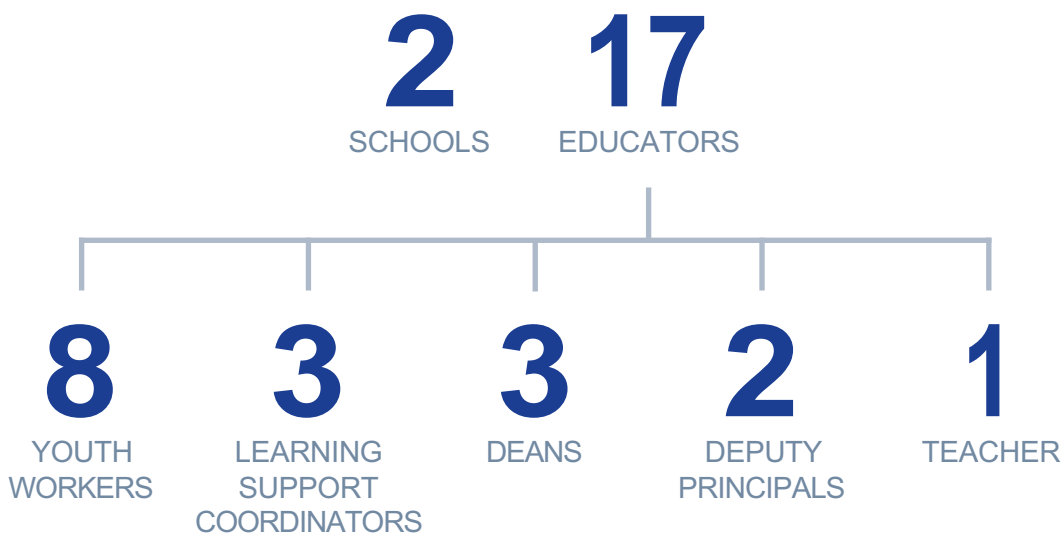 2 17
SCHOOLS EDUCATORS
8 3 3 2 1
YOUTH WORKERS
LEARNING SUPPORT COORDINATORS
DEANS
DEPUTY PRINCIPALS
TEACHER